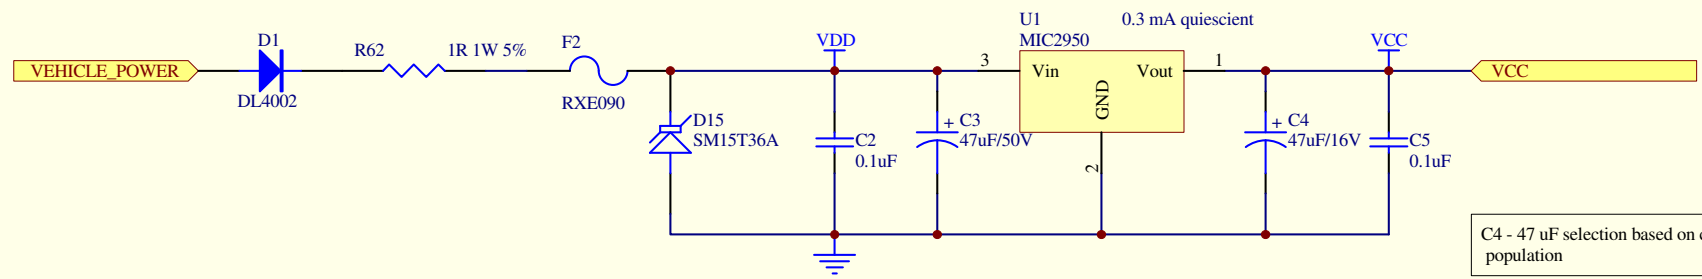 VEHICLE_POWER
D1
DL4002
R62
1R 1W 5%
F2
RXE090
D15
SM15T36A
VDD
C2
0.1uF
+ C3
47uF/50V
U1
MIC2950
0.3 mA quiescient
3
Vin
GND
Vout
1
2
+ C4
47uF/16V
VCC
C5
0.1uF
VCC
C4 - 47 uF selection based on
population